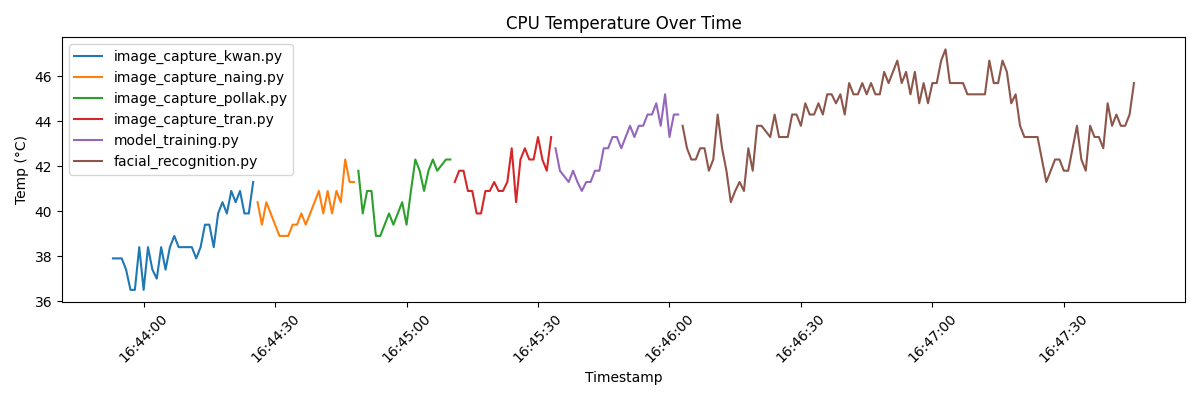 CPU Temperature Over Time
image_capture_kwan.py
image_capture_naing.py
image_capture_pollak.py
image_capture_tran.py
model_training.py
facial_recognition.py
Temp (°C)
46
44
42
40
38
36
16:44:00
16:44:30
16:45:00
16:45:30
16:46:00
16:46:30
16:47:00
16:47:30
Timestamp